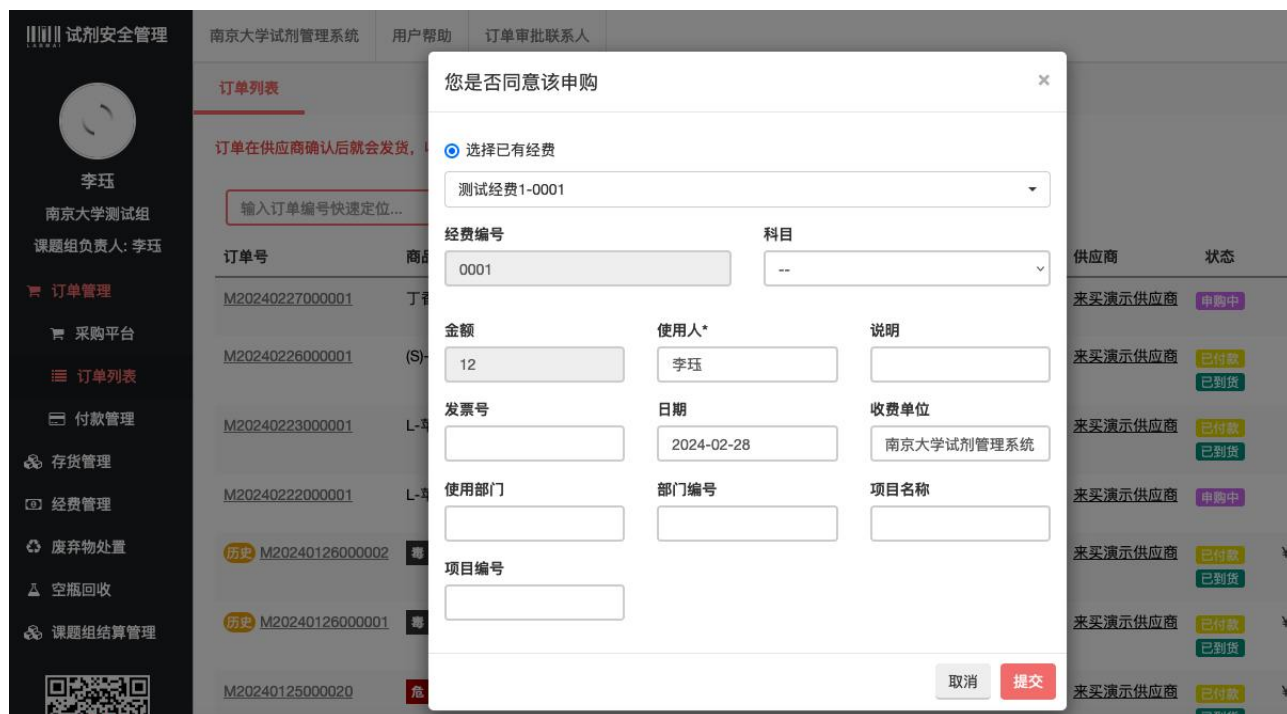 试剂安全管理
LABMAI
南京大学试剂管理系统 用户帮助 订单审批联系人
李珏
南京大学测试组
课题组负责人: 李珏
订单管理
采购平台
订单列表
付款管理
存货管理
经费管理
废弃物处置
空瓶回收
课题组结算管理
订单列表
订单在供应商确认后就会发货,
输入订单编号快速定位...
订单号 供应商 状态
M20240227000001 来买演示供应商 申购中
M20240226000001 (S)- 来买演示供应商 已付款
已到货
M20240223000001 L- 来买演示供应商 已付款
已到货
M20240222000001 L- 来买演示供应商 申购中
历史 M20240126000002 毒 来买演示供应商 已付款
已到货
历史 M20240126000001 毒 来买演示供应商 已付款
已到货
M20240125000020 危 来买演示供应商 已付款
您是否同意该申购 ×
选择已有经费
测试经费1-0001
经费编号 科目
0001 --
金额 使用人* 说明
12 李珏
发票号 日期 收费单位
2024-02-28 南京大学试剂管理系统
使用部门 部门编号 项目名称
项目编号
取消 提交